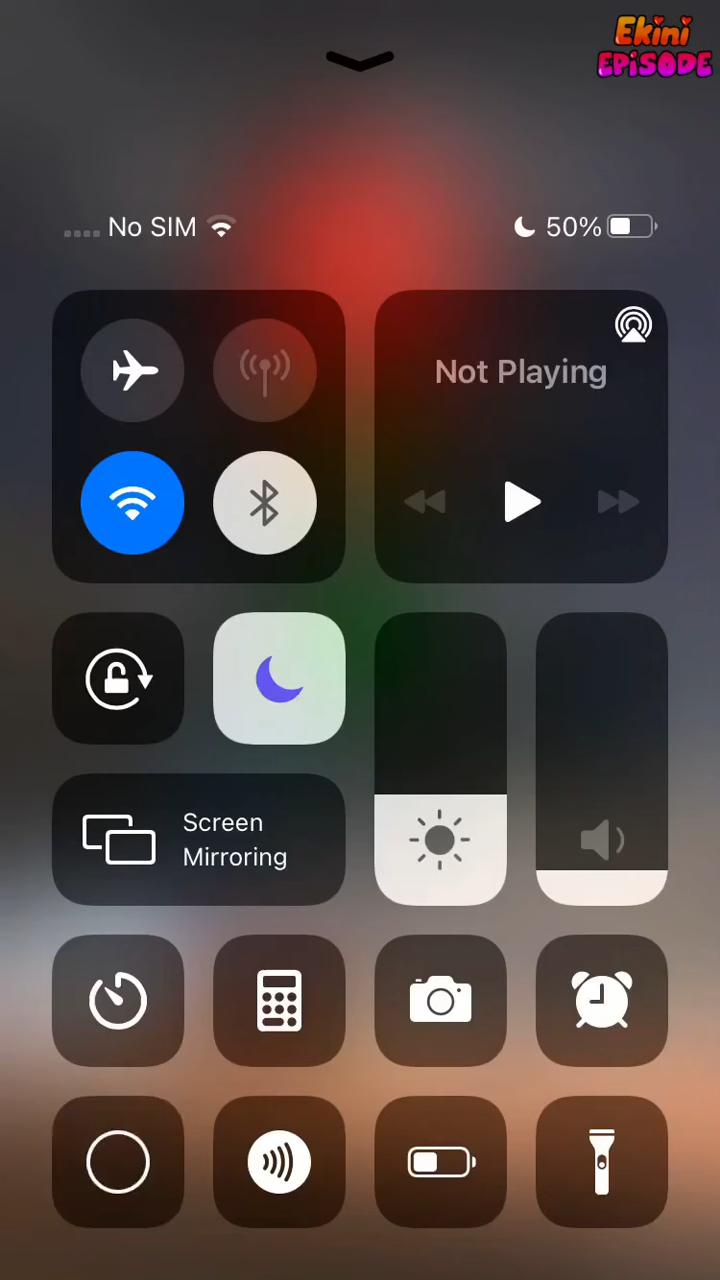 Ekini
EPiSODE
No SIM
50%
Not Playing
Screen
Mirroring